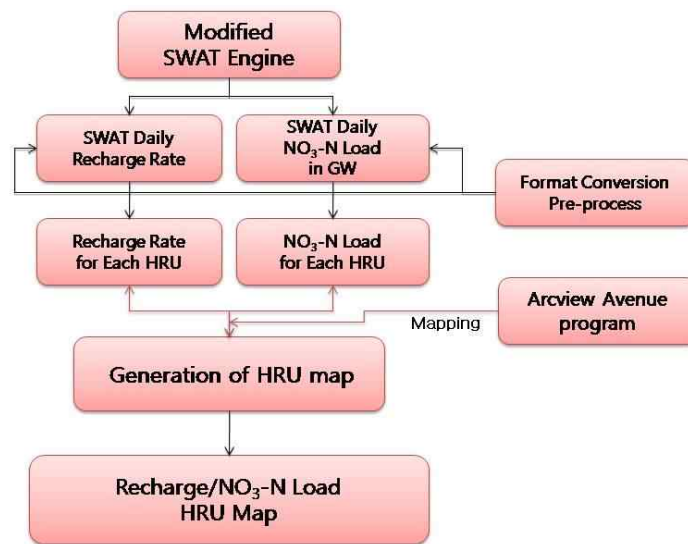 Modified
SWAT Engine
SWAT Daily
Recharge Rate
SWAT Daily
NO₃-N Load
in GW
Format Conversion
Pre-process
Recharge Rate
for Each HRU
NO₃-N Load
for Each HRU
Mapping
Arcview Avenue
program
Generation of HRU map
Recharge/NO₃-N Load
HRU Map